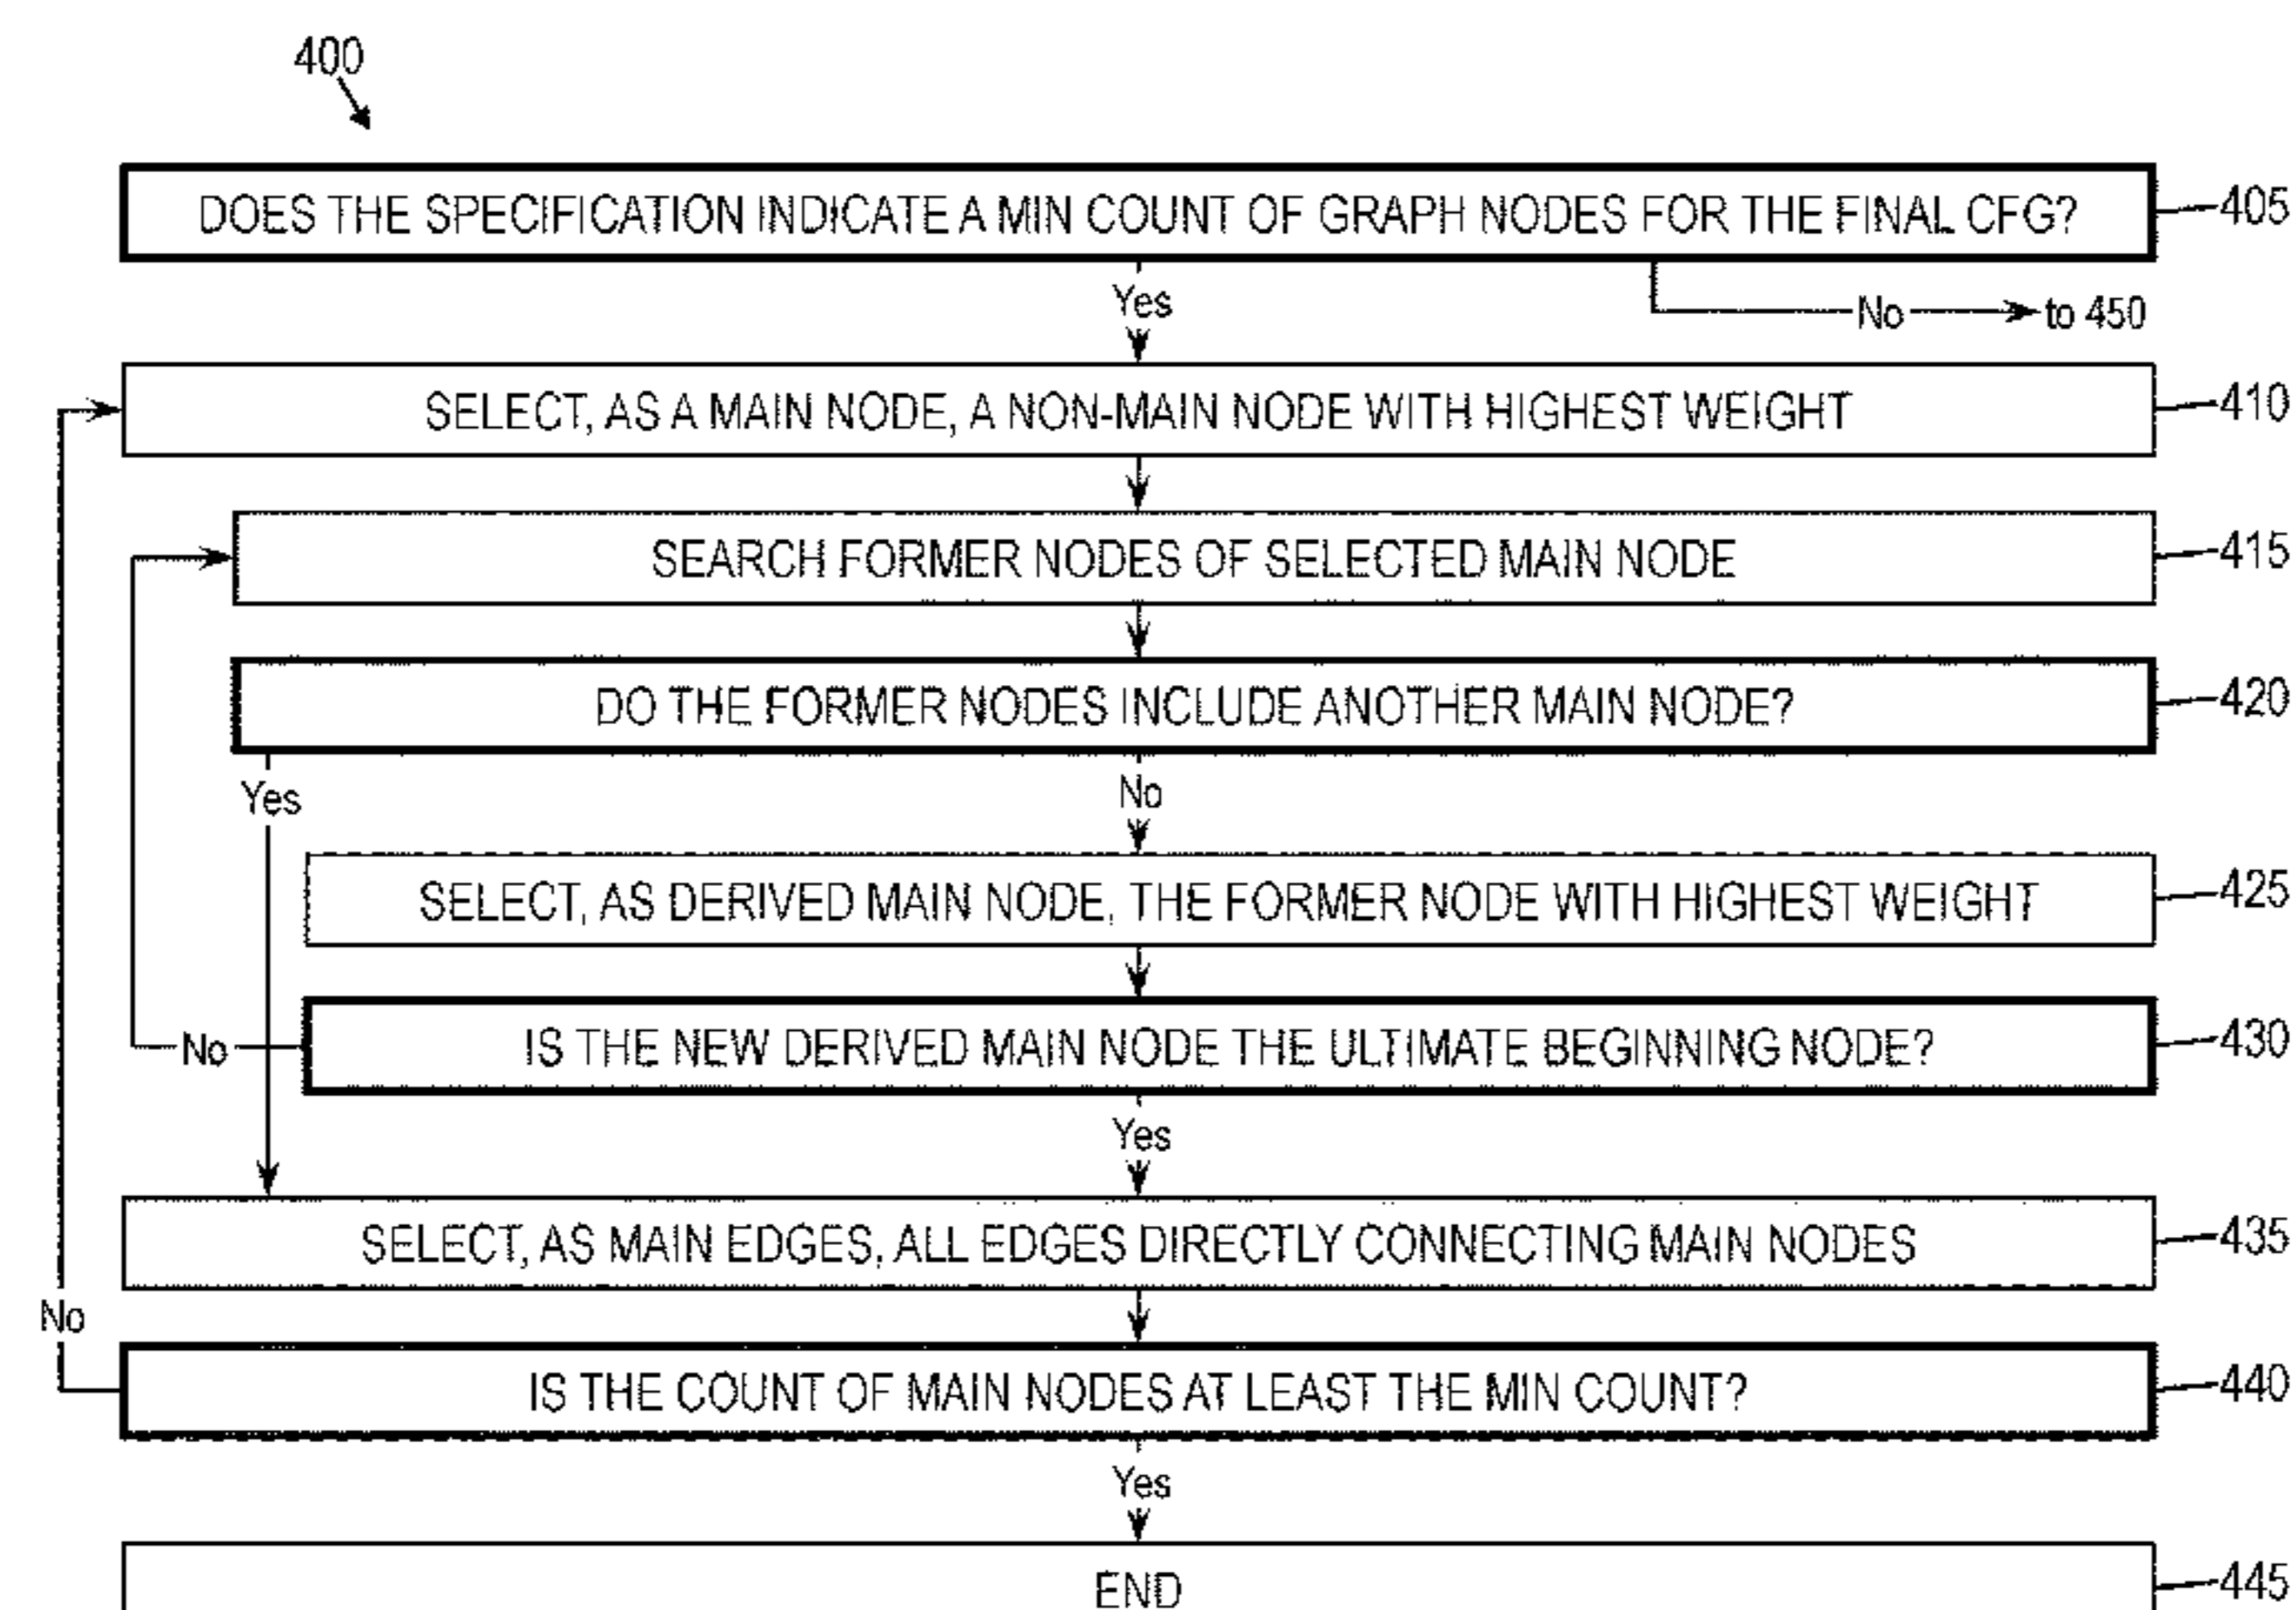 400
DOES THE SPECIFICATION INDICATE A MIN COUNT OF GRAPH NODES FOR THE FINAL CFG? 405
Yes
No to 450
SELECT, AS A MAIN NODE, A NON-MAIN NODE WITH HIGHEST WEIGHT 410
SEARCH FORMER NODES OF SELECTED MAIN NODE 415
DO THE FORMER NODES INCLUDE ANOTHER MAIN NODE? 420
Yes No
SELECT, AS DERIVED MAIN NODE, THE FORMER NODE WITH HIGHEST WEIGHT 425
No IS THE NEW DERIVED MAIN NODE THE ULTIMATE BEGINNING NODE? 430
Yes
SELECT, AS MAIN EDGES, ALL EDGES DIRECTLY CONNECTING MAIN NODES 435
No
IS THE COUNT OF MAIN NODES AT LEAST THE MIN COUNT? 440
Yes
END 445